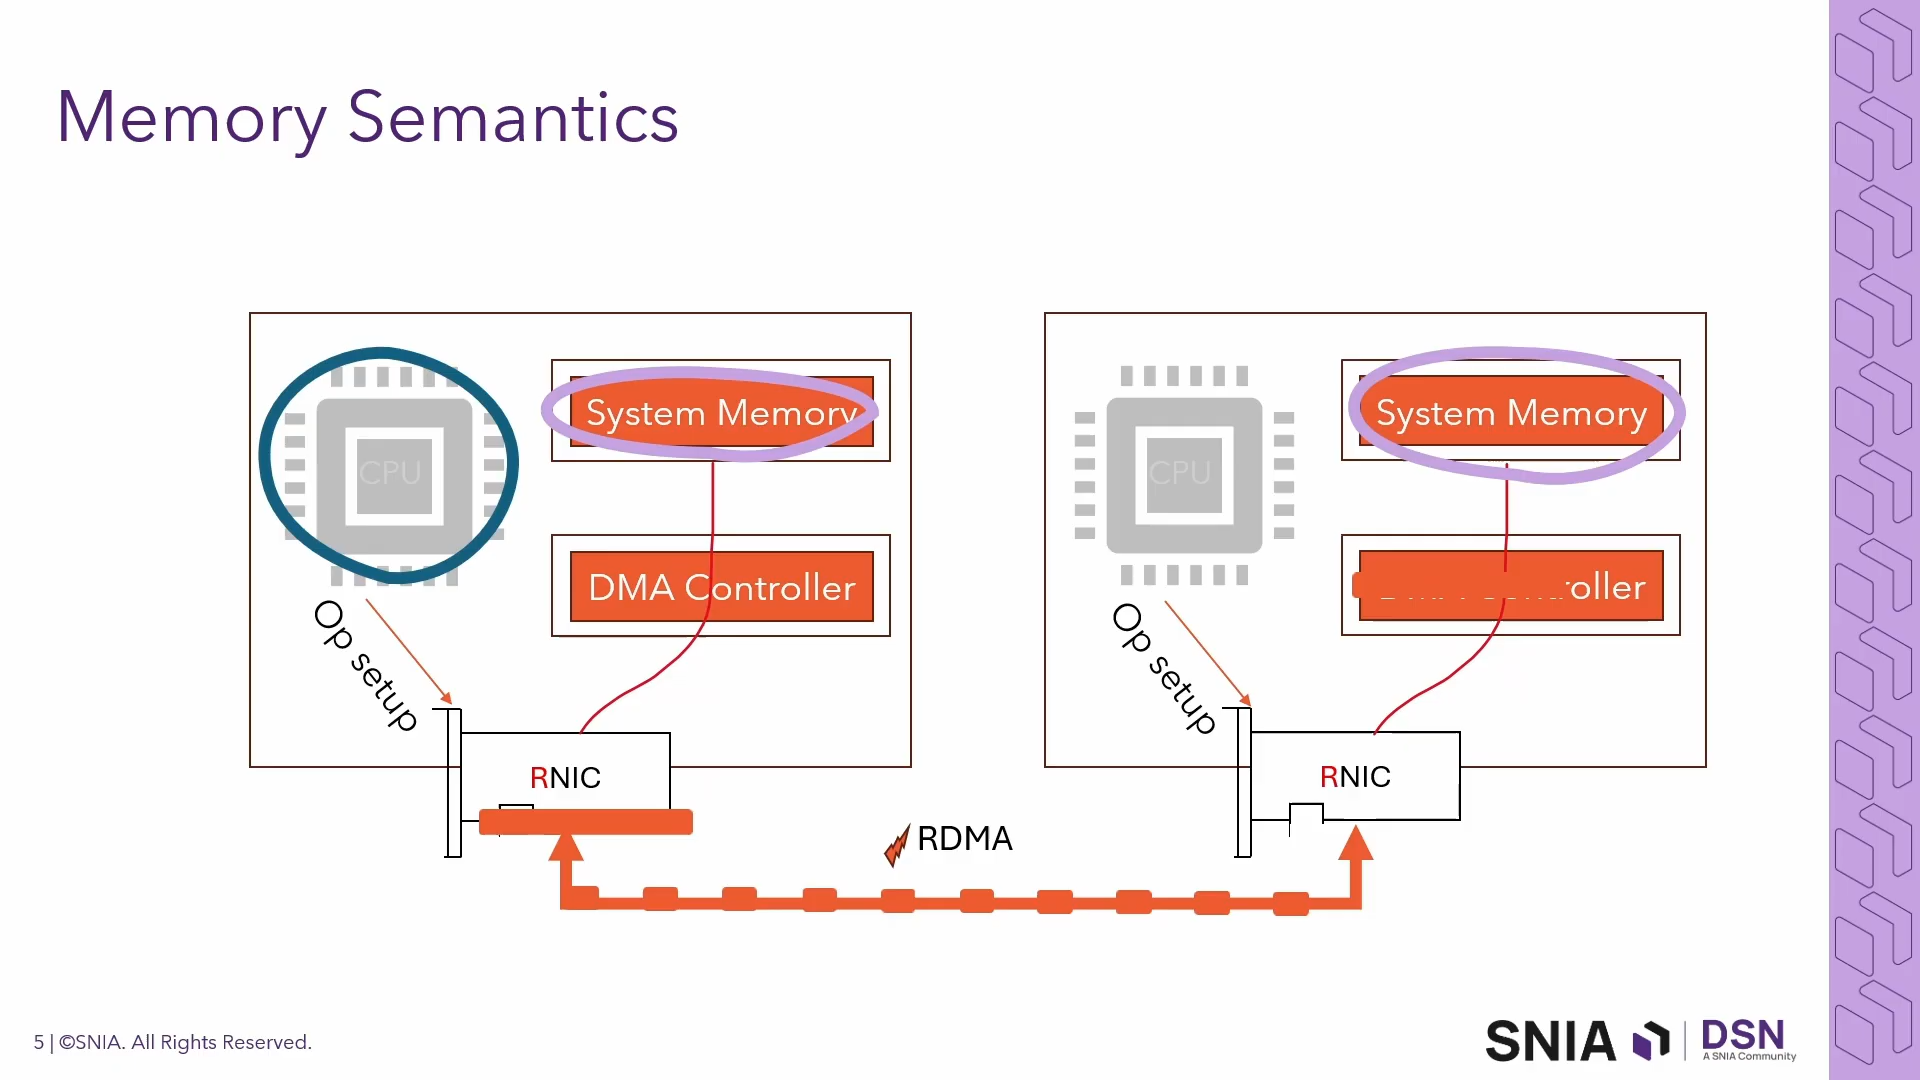 Memory Semantics
CPU
System Memory
DMA Controller
Op setup
RNIC
CPU
System Memory
oller
Op setup
RNIC
RDMA
5 | ©SNIA. All Rights Reserved.
SNIA
DSN
A SNIA Community